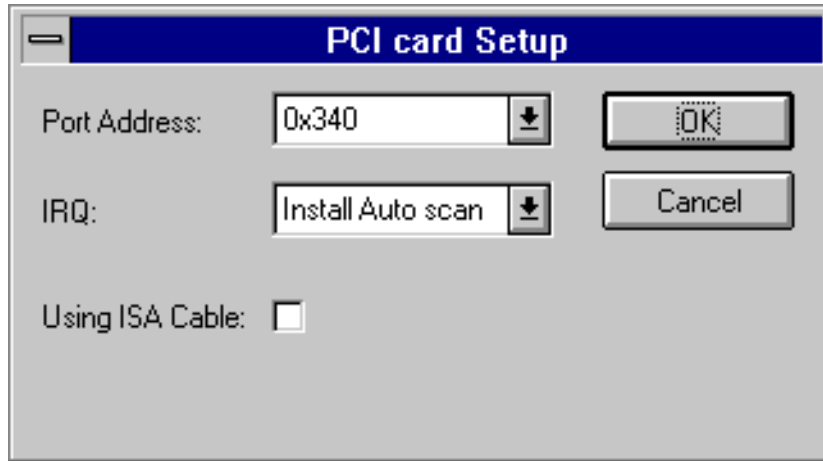 PCI card Setup
Port Address: 0x340 OK
IRQ: Install Auto scan Cancel
Using ISA Cable: